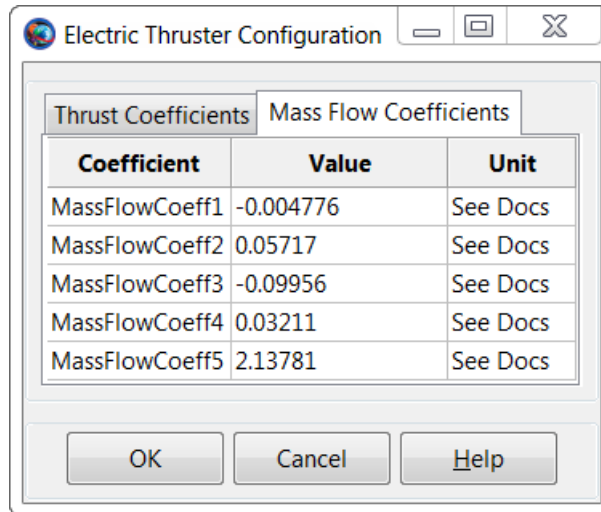 Electric Thruster Configuration
Thrust Coefficients Mass Flow Coefficients
Coefficient Value Unit
MassFlowCoeff1 -0.004776 See Docs
MassFlowCoeff2 0.05717 See Docs
MassFlowCoeff3 -0.09956 See Docs
MassFlowCoeff4 0.03211 See Docs
MassFlowCoeff5 2.13781 See Docs
OK Cancel Help